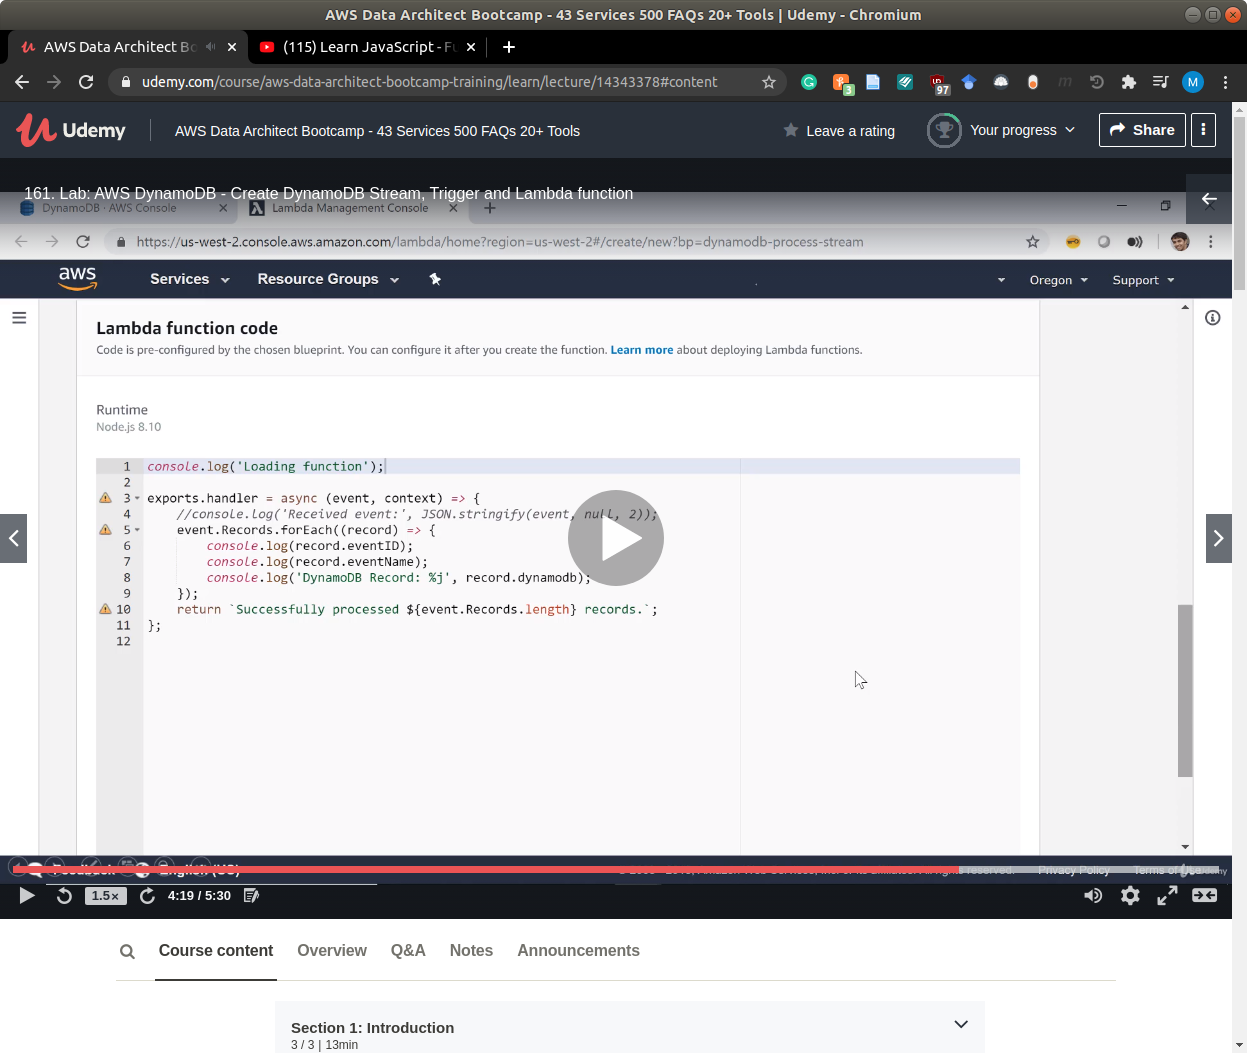 AWS Data Architect Bootcamp - 43 Services 500 FAQs 20+ Tools | Udemy - Chromium
AWS Data Architect Bo
(115) Learn JavaScript - Fu
udemy.com/course/aws-data-architect-bootcamp-training/learn/lecture/14343378#content
3
97
M
Udemy
AWS Data Architect Bootcamp - 43 Services 500 FAQs 20+ Tools
Leave a rating
Your progress
Share
161. Lab: AWS DynamoDB - Create DynamoDB Stream, Trigger and Lambda function
DynamoDB · AWS Console
Lambda Management Console
https://us-west-2.console.aws.amazon.com/lambda/home?region=us-west-2#/create/new?bp=dynamodb-process-stream
aws
Services
Resource Groups
Oregon
Support
Lambda function code
Code is pre-configured by the chosen blueprint. You can configure it after you create the function. Learn more about deploying Lambda functions.
Runtime
Node.js 8.10
1 console.log('Loading function');
2
3 exports.handler = async (event, context) => {
4 //console.log('Received event:', JSON.stringify(event, null, 2));
5 event.Records.forEach((record) => {
6 console.log(record.eventID);
7 console.log(record.eventName);
8 console.log('DynamoDB Record: %j', record.dynamodb);
9 });
10 return `Successfully processed ${event.Records.length} records.`;
11 };
12
Privacy Policy
Terms of
1.5×
4:19 / 5:30
Course content
Overview
Q&A
Notes
Announcements
Section 1: Introduction
3 / 3 | 13min